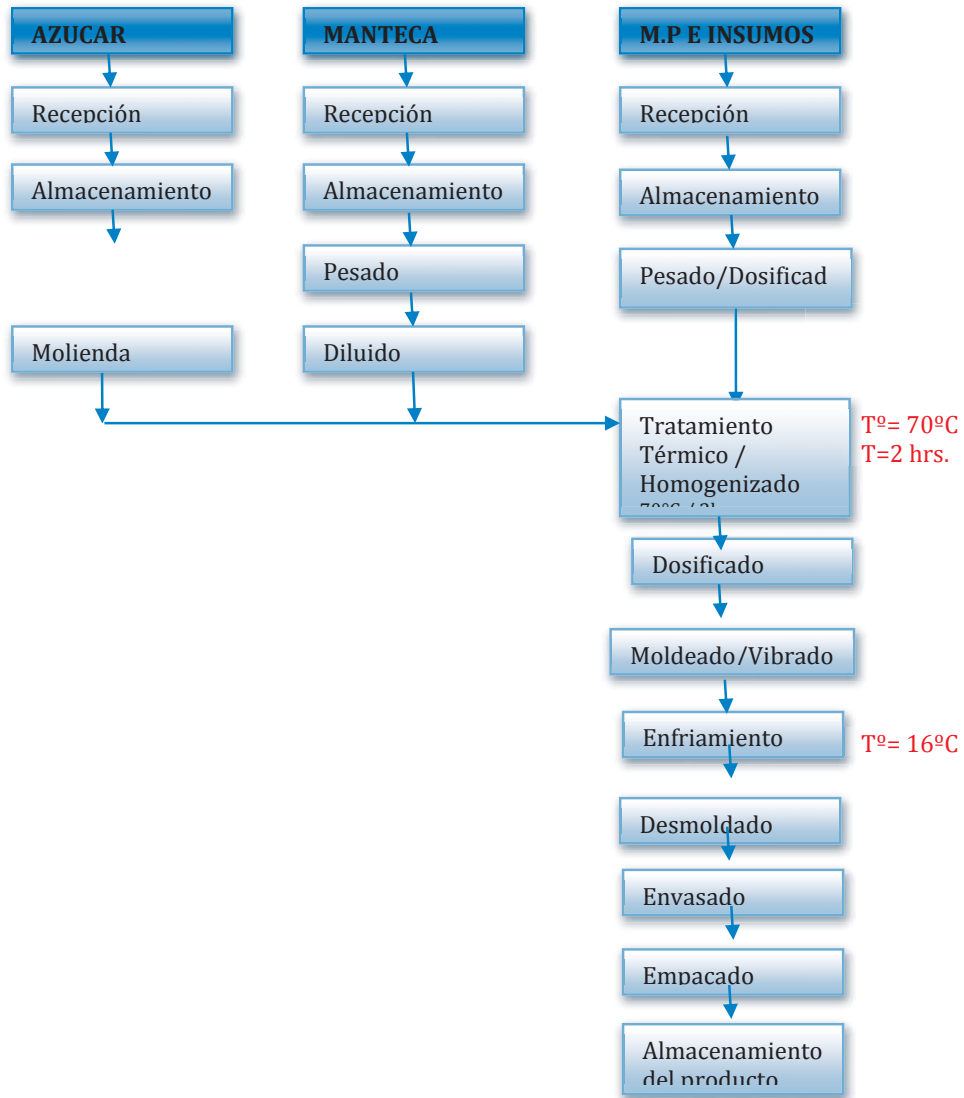 AZUCAR
Recepción
Almacenamiento
Molienda
MANTECA
Recepción
Almacenamiento
Pesado
Diluido
M.P E INSUMOS
Recepción
Almacenamiento
Pesado/Dosificad
Tratamiento
Térmico /
Homogenizado
Tº= 70ºC
T=2 hrs.
Dosificado
Moldeado/Vibrado
Enfriamiento
Tº= 16ºC
Desmoldado
Envasado
Empacado
Almacenamiento
del producto